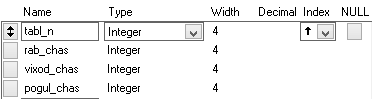 Name Type Width Decimal Index NULL
tabl_n Integer 4
rab_chas Integer 4
vixod_chas Integer 4
pogul_chas Integer 4